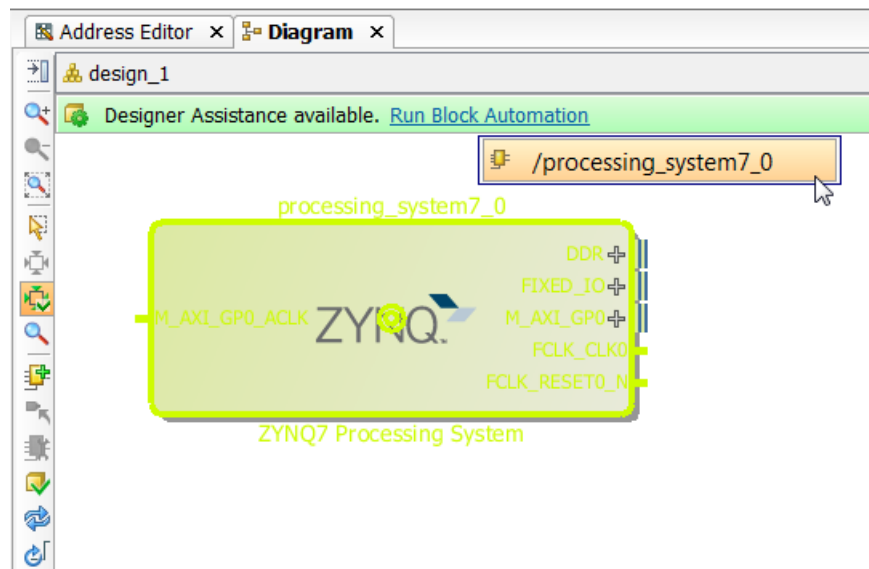 Address Editor × Diagram ×
design_1
Designer Assistance available. Run Block Automation
/processing_system7_0
processing_system7_0
DDR
FIXED_IO
M_AXI_GP0_ACLK ZYNQ M_AXI_GP0
FCLK_CLK0
FCLK_RESET0_N
ZYNQ7 Processing System